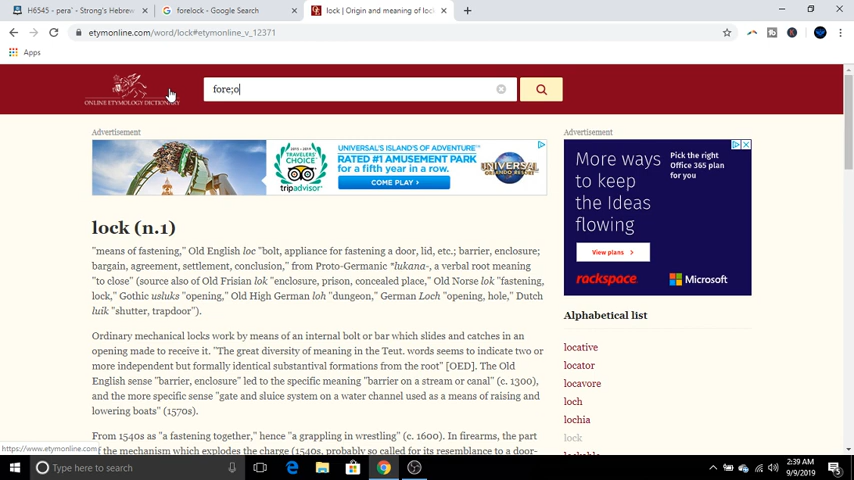 H6545 - pera' - Strong's Hebrew
forelock - Google Search
lock | Origin and meaning of loc
etymonline.com/word/lock#etymonline_v_12371
Apps
ONLINE ETYMOLOGY DICTIONARY
fore;o
Advertisement
Advertisement
2015 - 2019
TRAVELERS'
CHOICE
tripadvisor
UNIVERSAL'S ISLANDS OF ADVENTURE™
RATED #1 AMUSEMENT PARK
FOR A FIFTH YEAR IN A ROW.
COME PLAY >
UNIVERSAL
ORLANDO RESORT
More ways
to keep
the Ideas
flowing
Pick the right
Office 365 plan
for you
View plans >
rackspace
Microsoft
lock (n.1)
"means of fastening," Old English loc "bolt, appliance for fastening a door, lid, etc.; barrier, enclosure;
bargain, agreement, settlement, conclusion," from Proto-Germanic *lukana-, a verbal root meaning
"to close" (source also of Old Frisian lok "enclosure, prison, concealed place," Old Norse lok "fastening,
lock," Gothic usluks "opening," Old High German loh "dungeon," German Loch "opening, hole," Dutch
luik "shutter, trapdoor").
Ordinary mechanical locks work by means of an internal bolt or bar which slides and catches in an
opening made to receive it. "The great diversity of meaning in the Teut. words seems to indicate two or
more independent but formally identical substantival formations from the root" [OED]. The Old
English sense "barrier, enclosure" led to the specific meaning "barrier on a stream or canal" (c. 1300),
and the more specific sense "gate and sluice system on a water channel used as a means of raising and
lowering boats" (1570s).
From 1540s as "a fastening together," hence "a grappling in wrestling" (c. 1600). In firearms, the part
of the mechanism which explodes the charge (1540s, probably so called for its resemblance to a door-
Alphabetical list
locative
locator
locavore
loch
lochia
lock
lockable
https://www.etymonline.com
Type here to search
2:39 AM
9/9/2019